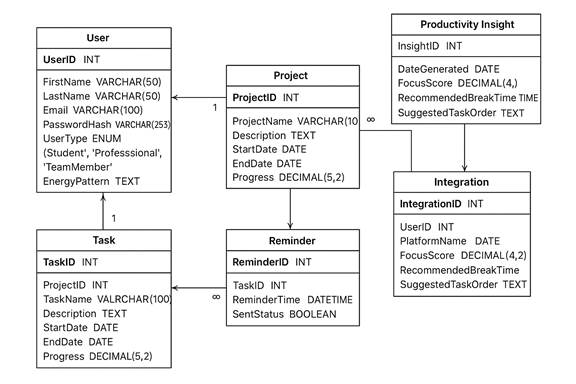 User
UserID INT
FirstName VARCHAR(50)
LastName VARCHAR(50)
Email VARCHAR(100)
PasswordHash VARCHAR(253)
UserType ENUM
(Student', 'Professsional',
'TeamMember'
EnergyPattern TEXT
1
Task
TaskID INT
ProjectID INT
TaskName VALRCHAR(100)
Description TEXT
StartDate DATE
EndDate DATE
Progress DECIMAL(5,2)
Project
ProjectID INT
ProjectName VARCHAR(10
Description TEXT
StartDate DATE
EndDate DATE
Progress DECIMAL(5,2)
1
∞
Reminder
ReminderID INT
TaskID INT
ReminderTime DATETIME
SentStatus BOOLEAN
∞
Productivity Insight
InsightID INT
DateGenerated DATE
FocusScore DECIMAL(4,)
RecommendedBreakTime TIME
SuggestedTaskOrder TEXT
Integration
IntegrationID INT
UserID INT
PlatformName DATE
FocusScore DECIMAL(4,2)
RecommendedBreakTime
SuggestedTaskOrder TEXT